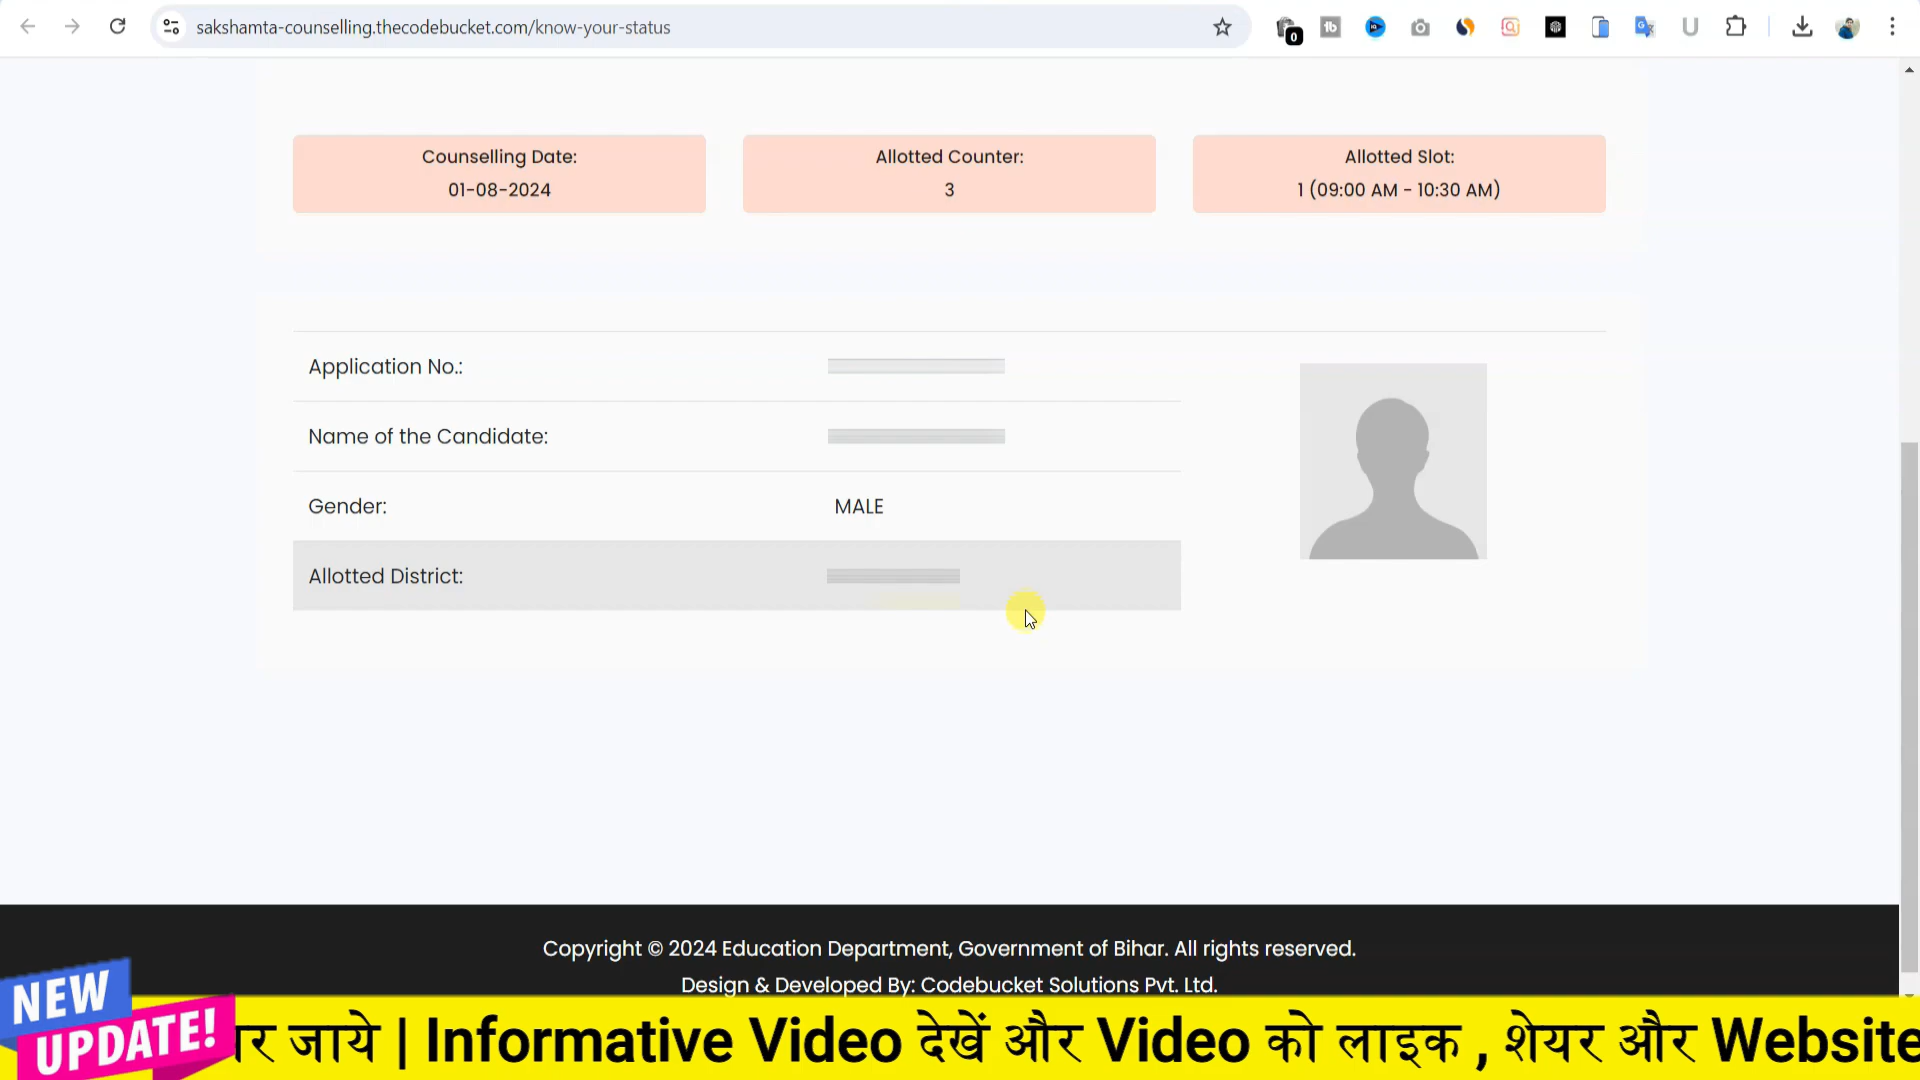 sakshamta-counselling.thecodebucket.com/know-your-status
0
Counselling Date:
01-08-2024
Allotted Counter:
3
Allotted Slot:
1 (09:00 AM - 10:30 AM)
Application No.:
Name of the Candidate:
Gender: MALE
Allotted District:
Copyright © 2024 Education Department, Government of Bihar. All rights reserved.
Design & Developed By: Codebucket Solutions Pvt. Ltd.
NEW
UPDATE!
जाये | Informative Video देखें और Video को लाइक , शेयर और Website